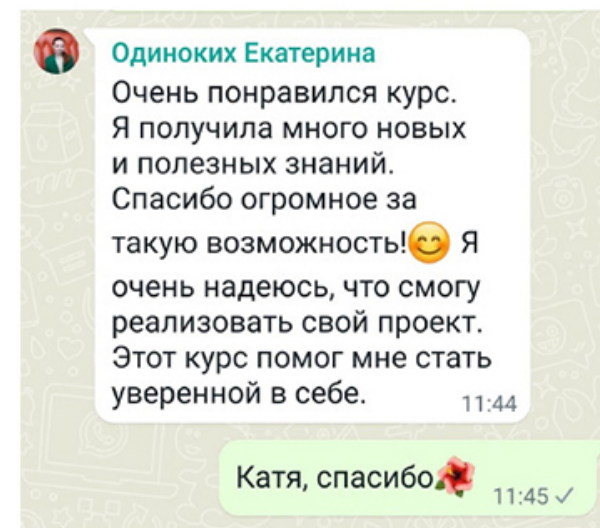 Одиноких Екатерина
Очень понравился курс.
Я получила много новых
и полезных знаний.
Спасибо огромное за
такую возможность!😊 Я
очень надеюсь, что смогу
реализовать свой проект.
Этот курс помог мне стать
уверенной в себе.
11:44
Катя, спасибо🌺
11:45 ✓